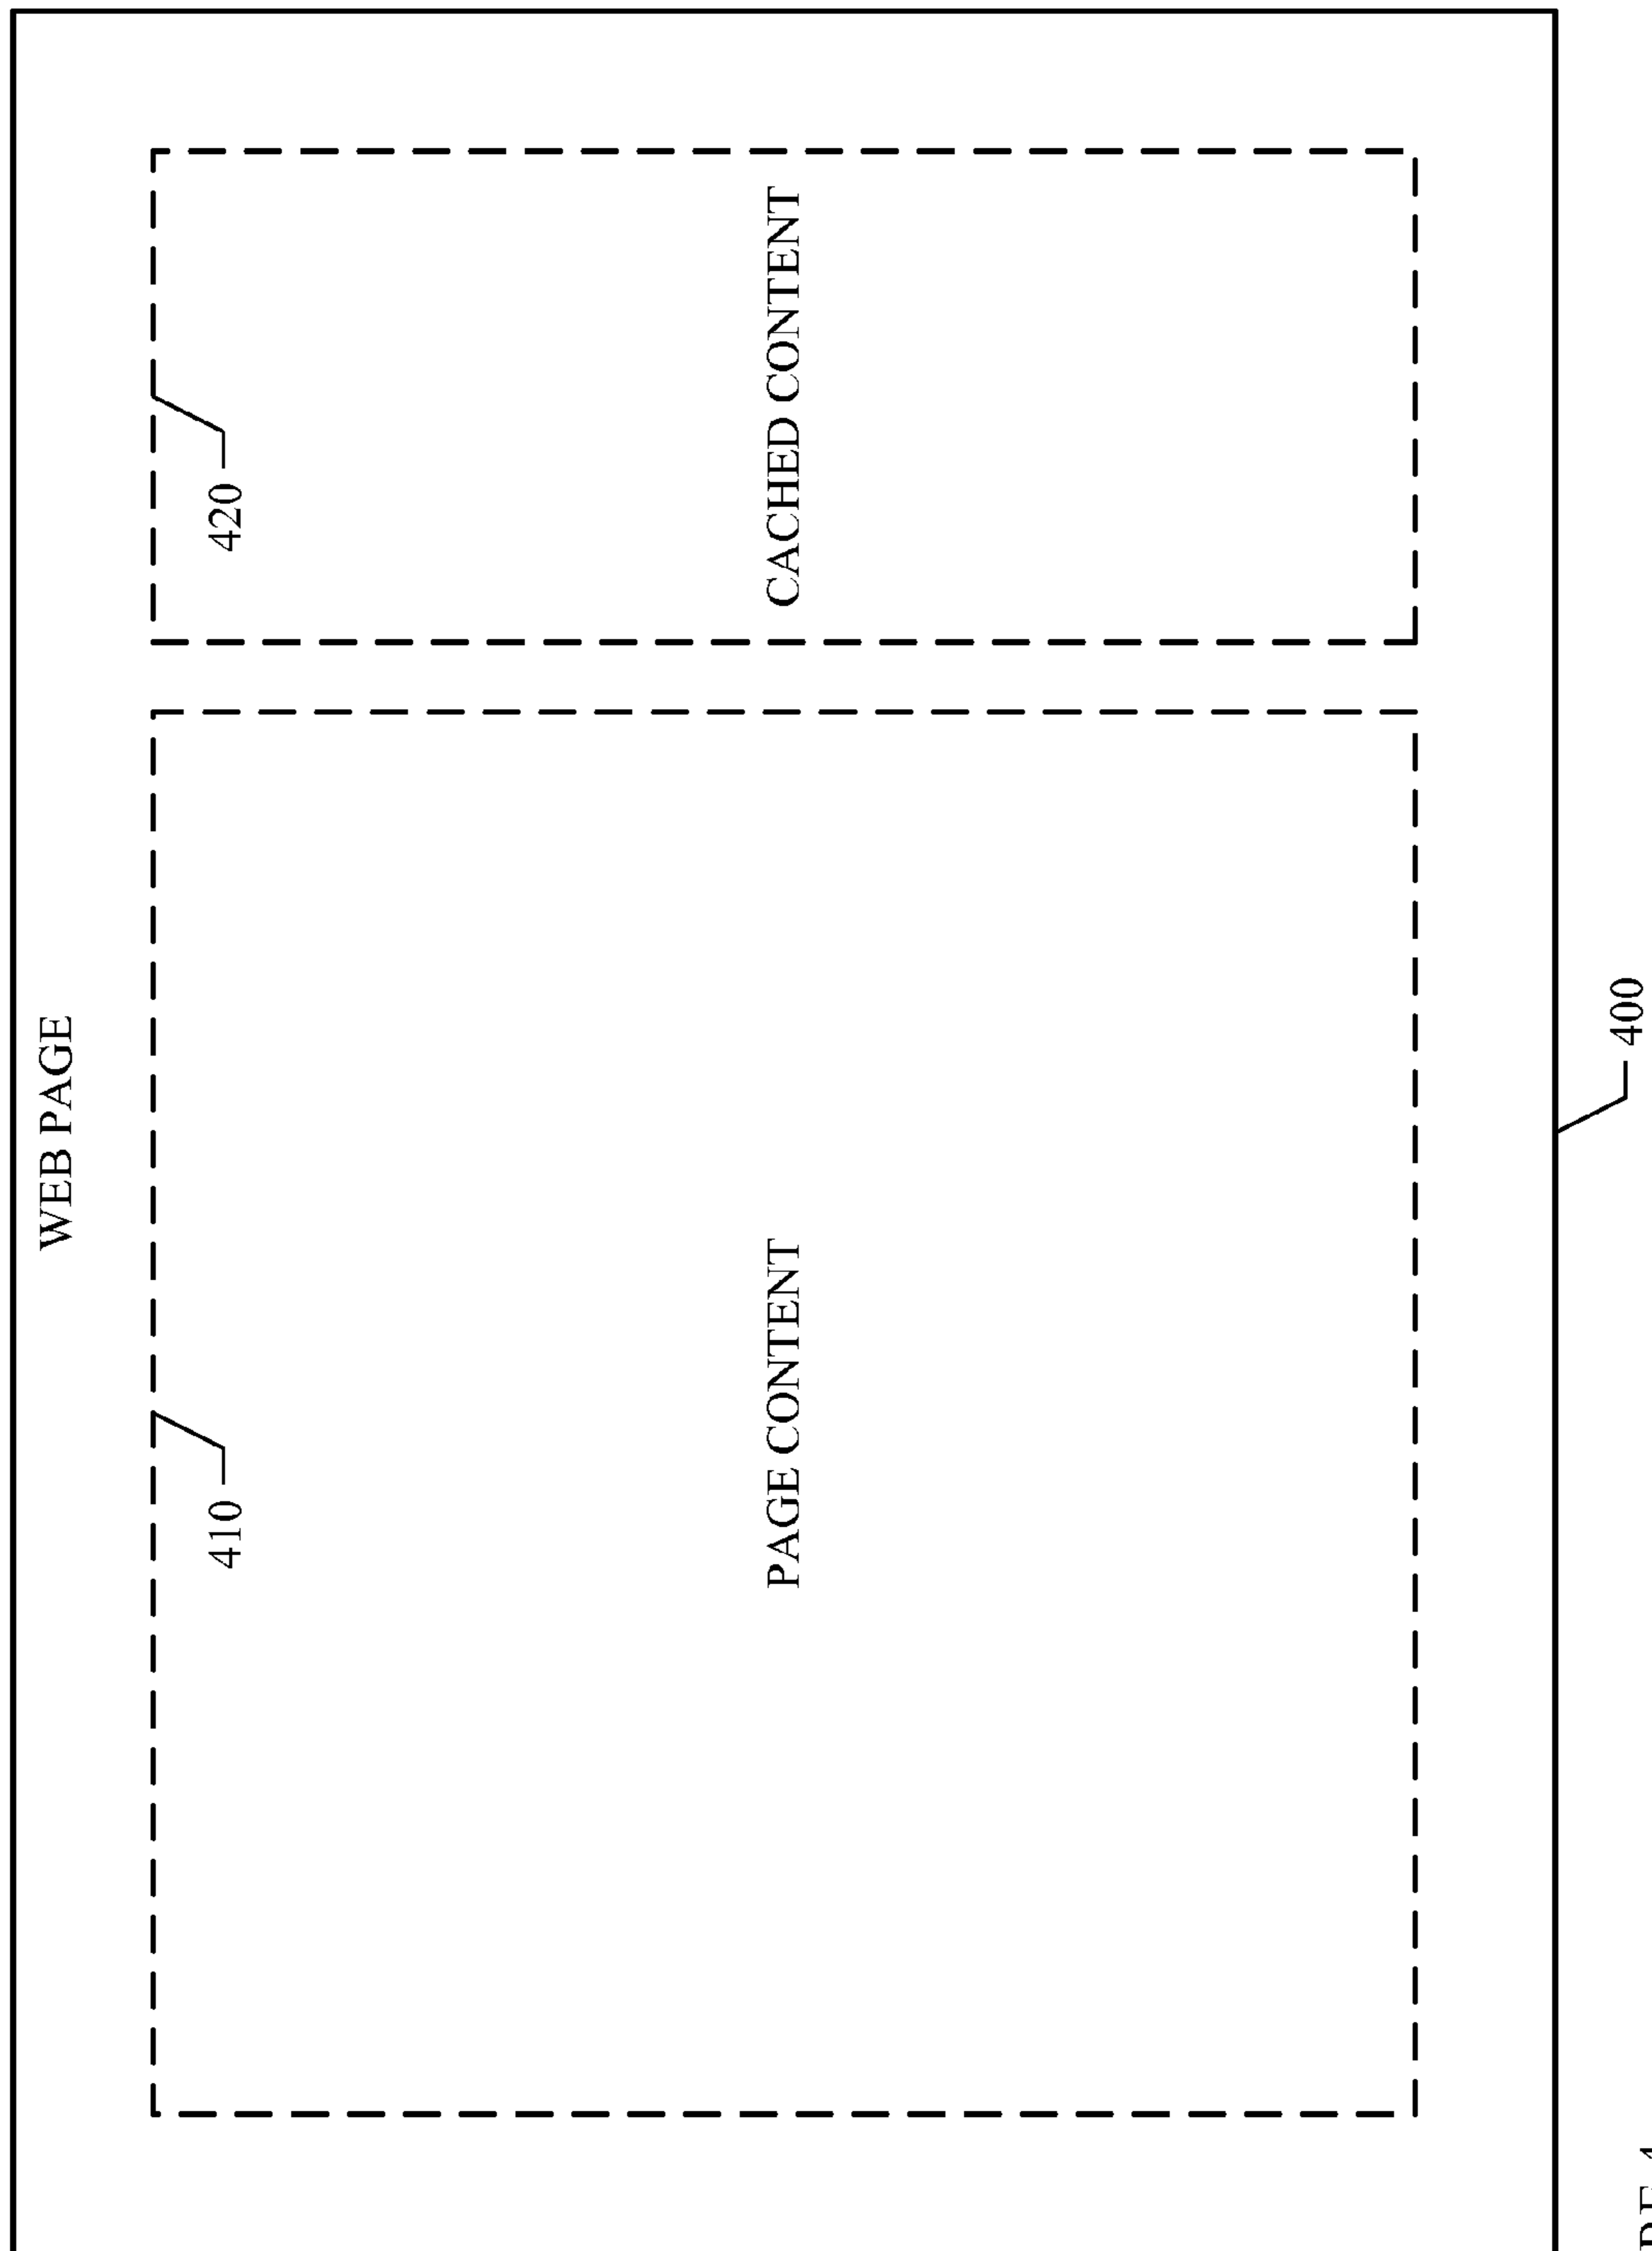 WEB PAGE
410
420
PAGE CONTENT
CACHED CONTENT
400